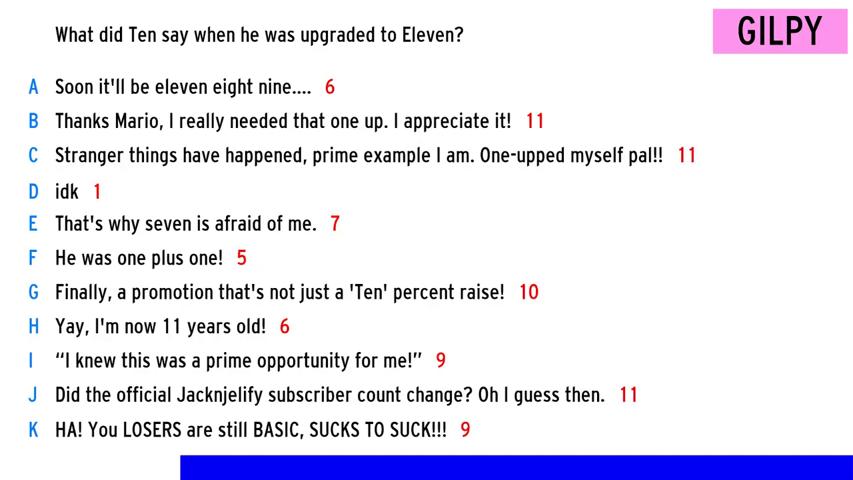 What did Ten say when he was upgraded to Eleven?
GILPY
A Soon it'll be eleven eight nine.... 6
B Thanks Mario, I really needed that one up. I appreciate it! 11
C Stranger things have happened, prime example I am. One-upped myself pal!! 11
D idk 1
E That's why seven is afraid of me. 7
F He was one plus one! 5
G Finally, a promotion that's not just a 'Ten' percent raise! 10
H Yay, I'm now 11 years old! 6
I “I knew this was a prime opportunity for me!” 9
J Did the official Jacknjelify subscriber count change? Oh I guess then. 11
K HA! You LOSERS are still BASIC, SUCKS TO SUCK!!! 9